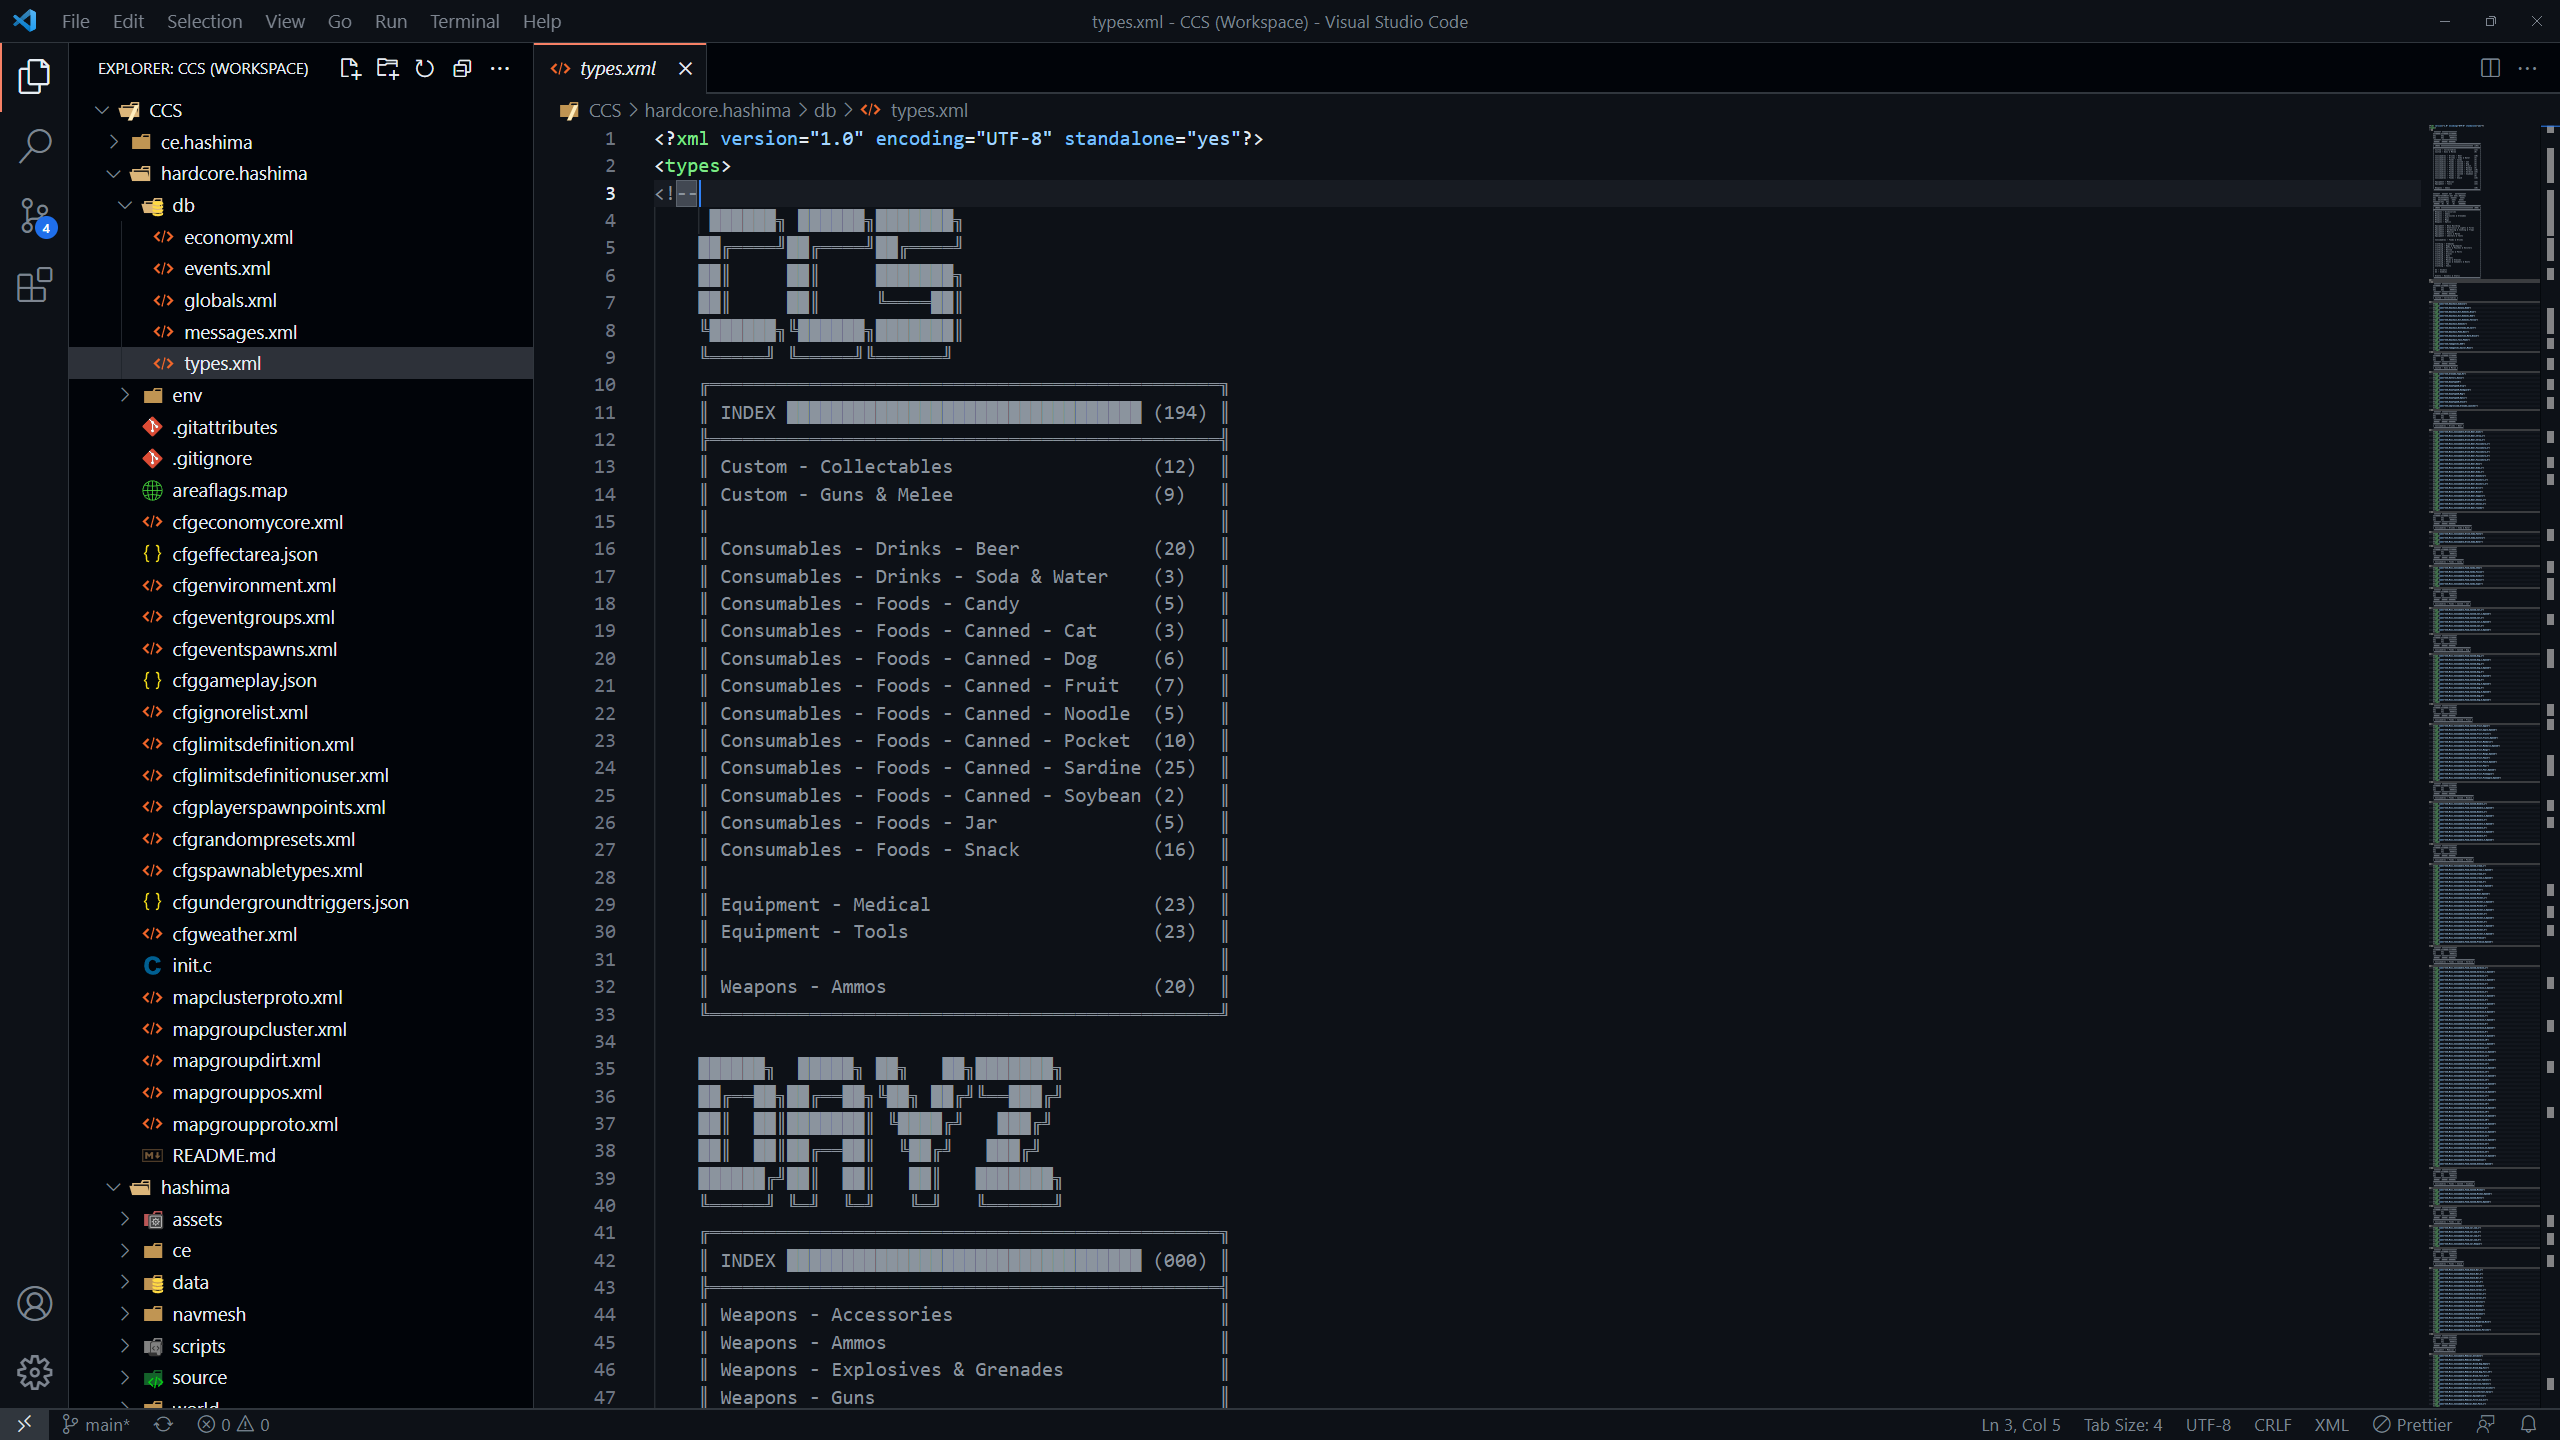 File Edit Selection View Go Run Terminal Help
types.xml - CCS (Workspace) - Visual Studio Code
EXPLORER: CCS (WORKSPACE)
CCS
ce.hashima
hardcore.hashima
db
economy.xml
events.xml
globals.xml
messages.xml
types.xml
env
.gitattributes
.gitignore
areaflags.map
cfgeconomycore.xml
cfgeffectarea.json
cfgenvironment.xml
cfgeventgroups.xml
cfgeventspawns.xml
cfggameplay.json
cfgignorelist.xml
cfglimitsdefinition.xml
cfglimitsdefinitionuser.xml
cfgplayerspawnpoints.xml
cfgrandompresets.xml
cfgspawnabletypes.xml
cfgundergroundtriggers.json
cfgweather.xml
init.c
mapclusterproto.xml
mapgroupcluster.xml
mapgroupdirt.xml
mapgrouppos.xml
mapgroupproto.xml
README.md
hashima
assets
ce
data
navmesh
scripts
source
world
4
types.xml
CCS > hardcore.hashima > db > types.xml
1 <?xml version="1.0" encoding="UTF-8" standalone="yes"?>
2 <types>
3 <!--
4
5
6
7
8
9
CCS
10
11 INDEX (194)
12
13 Custom - Collectables (12)
14 Custom - Guns & Melee (9)
15
16 Consumables - Drinks - Beer (20)
17 Consumables - Drinks - Soda & Water (3)
18 Consumables - Foods - Candy (5)
19 Consumables - Foods - Canned - Cat (3)
20 Consumables - Foods - Canned - Dog (6)
21 Consumables - Foods - Canned - Fruit (7)
22 Consumables - Foods - Canned - Noodle (5)
23 Consumables - Foods - Canned - Pocket (10)
24 Consumables - Foods - Canned - Sardine (25)
25 Consumables - Foods - Canned - Soybean (2)
26 Consumables - Foods - Jar (5)
27 Consumables - Foods - Snack (16)
28
29 Equipment - Medical (23)
30 Equipment - Tools (23)
31
32 Weapons - Ammos (20)
33
34
35
36
37
38
39
40
DAYZ
41
42 INDEX (000)
43
44 Weapons - Accessories
45 Weapons - Ammos
46 Weapons - Explosives & Grenades
47 Weapons - Guns
main* 0 0
Ln 3, Col 5 Tab Size: 4 UTF-8 CRLF XML Prettier